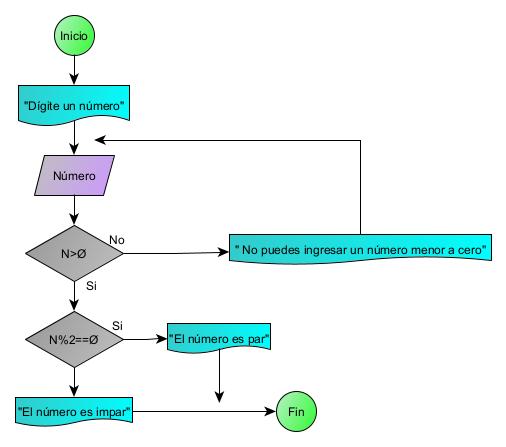 Inicio
"Dígite un número"
Número
N>Ø
No
" No puedes ingresar un número menor a cero"
Si
N%2==Ø
Si
"El número es par"
"El número es impar"
Fin